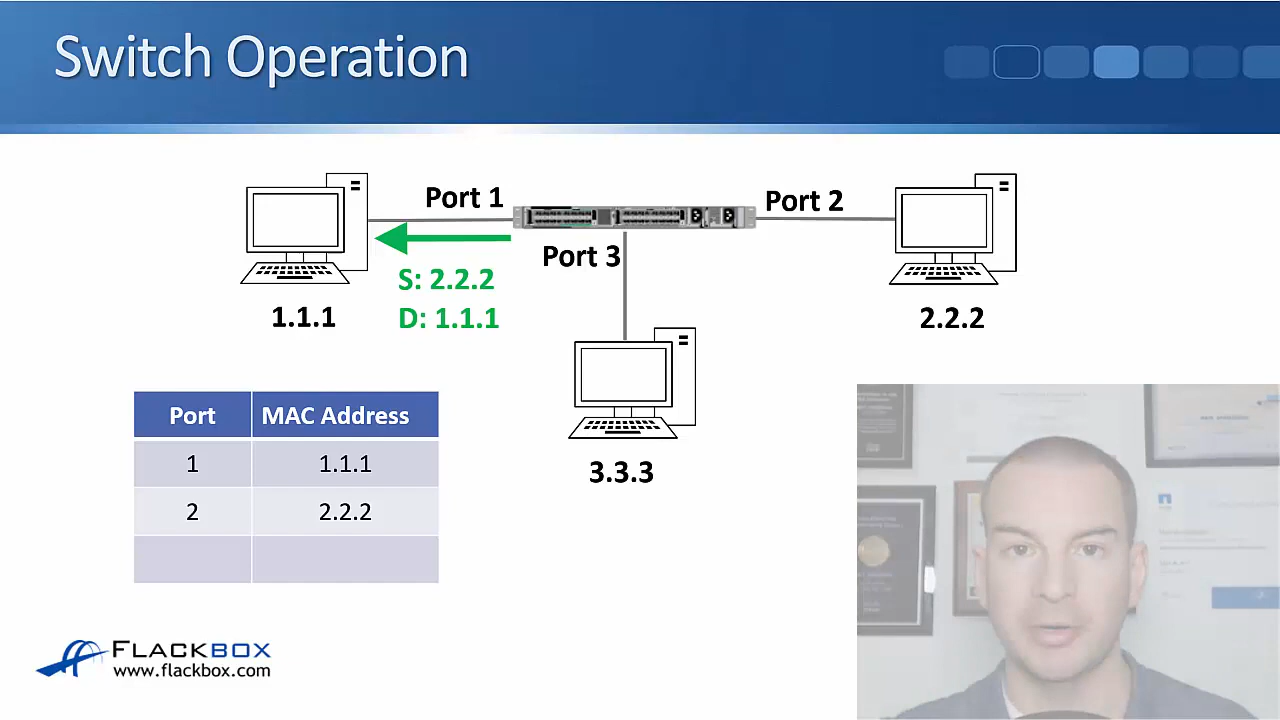 Switch Operation
Port 1
Port 2
Port 3
S: 2.2.2
D: 1.1.1
1.1.1
2.2.2
3.3.3
Port MAC Address
1 1.1.1
2 2.2.2
FLACKBOX
www.flackbox.com